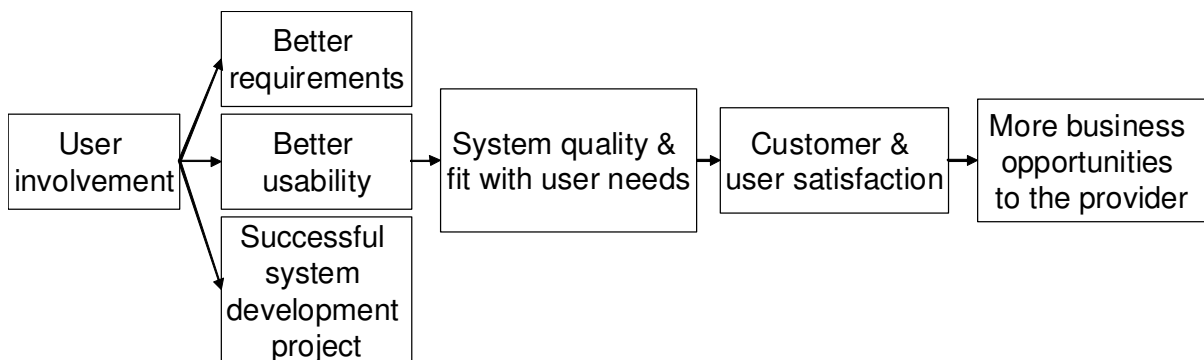 User
involvement
Better
requirements
Better
usability
Successful
system
development
project
System quality &
fit with user needs
Customer &
user satisfaction
More business
opportunities
to the provider